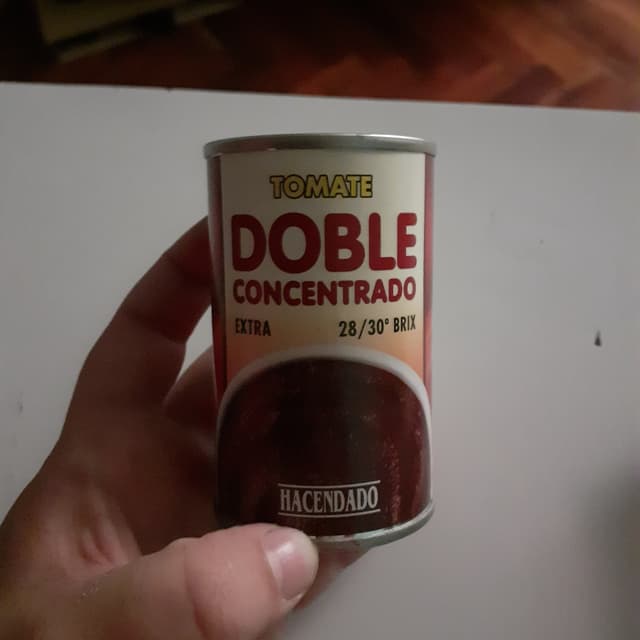 TOMATE
DOBLE
CONCENTRADO
EXTRA 28/30° BRIX
HACENDADO